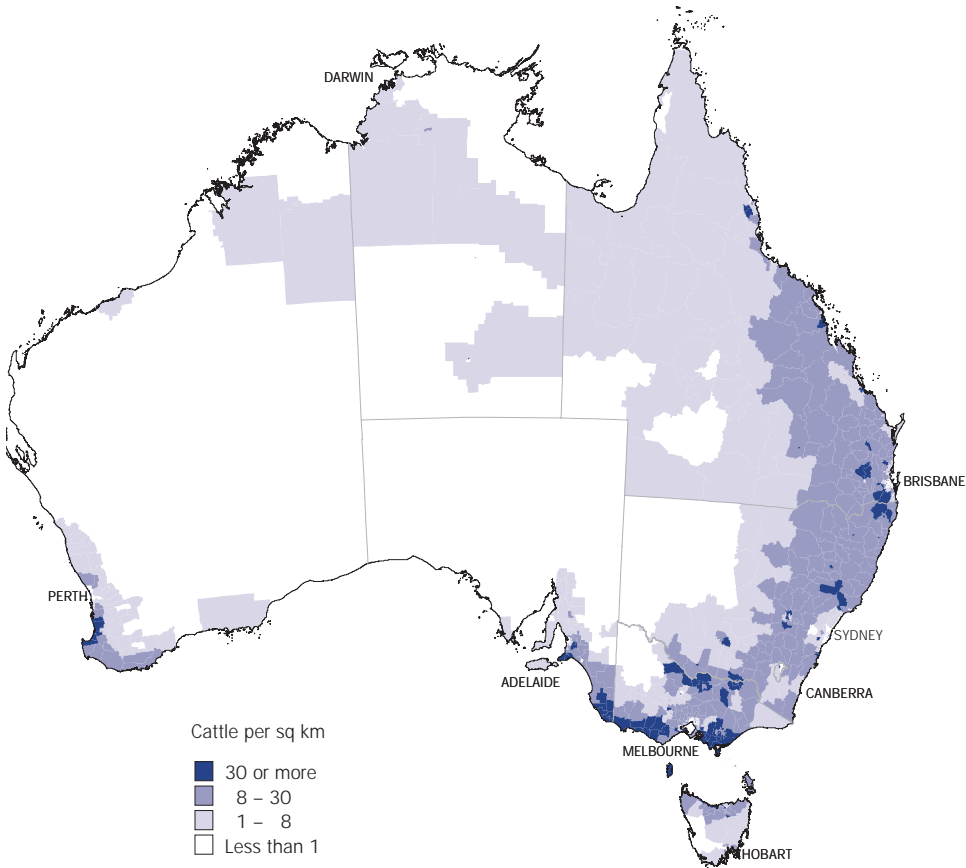 DARWIN
BRISBANE
PERTH
SYDNEY
ADELAIDE
CANBERRA
MELBOURNE
HOBART
Cattle per sq km
30 or more
8 – 30
1 – 8
Less than 1